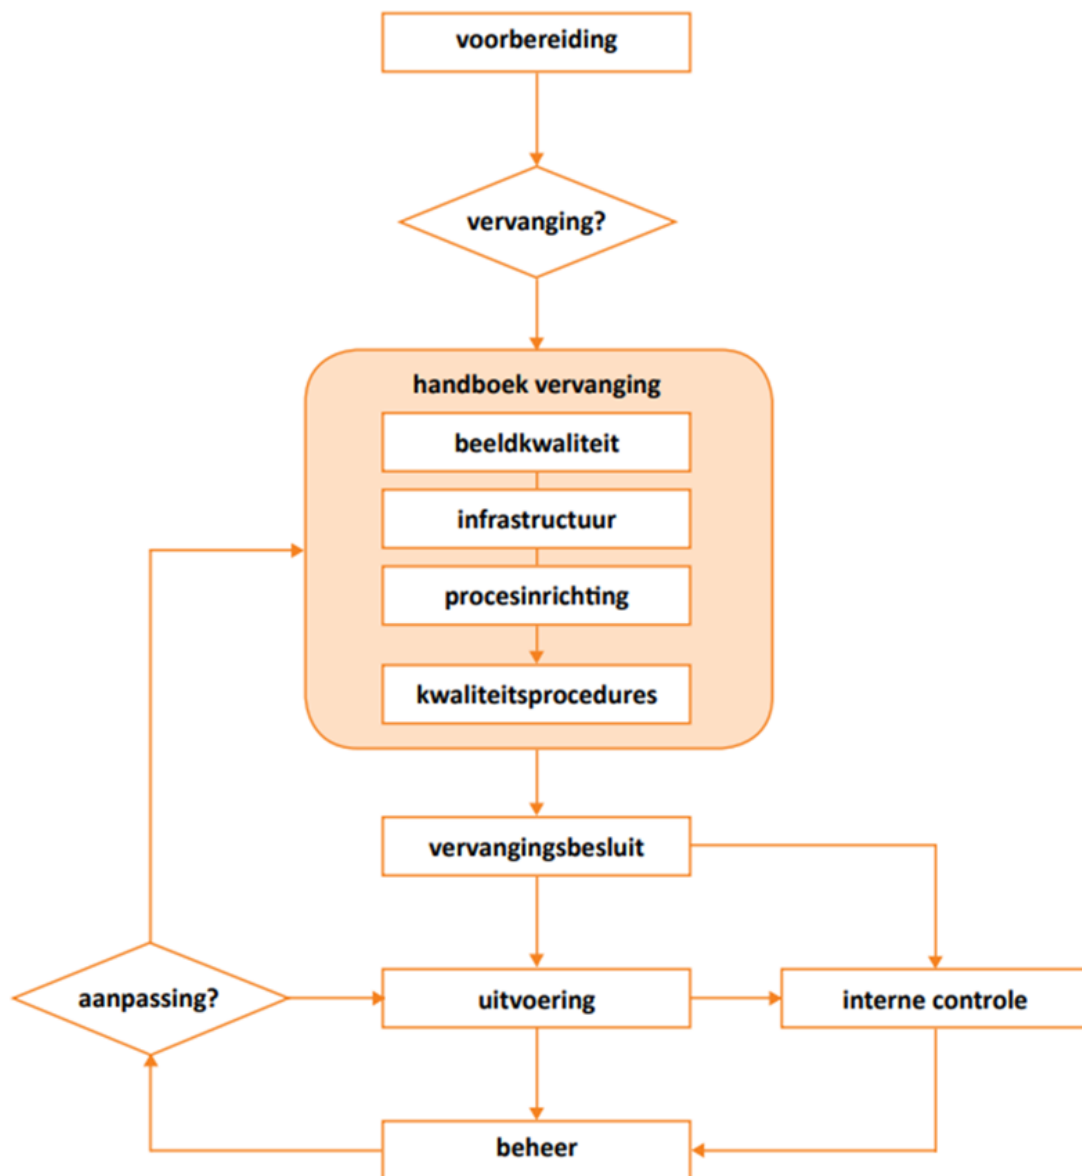 voorbereiding
vervanging?
handboek vervanging
beeldkwaliteit
infrastructuur
procesinrichting
kwaliteitsprocedures
vervangingsbesluit
aanpassing?
uitvoering
interne controle
beheer